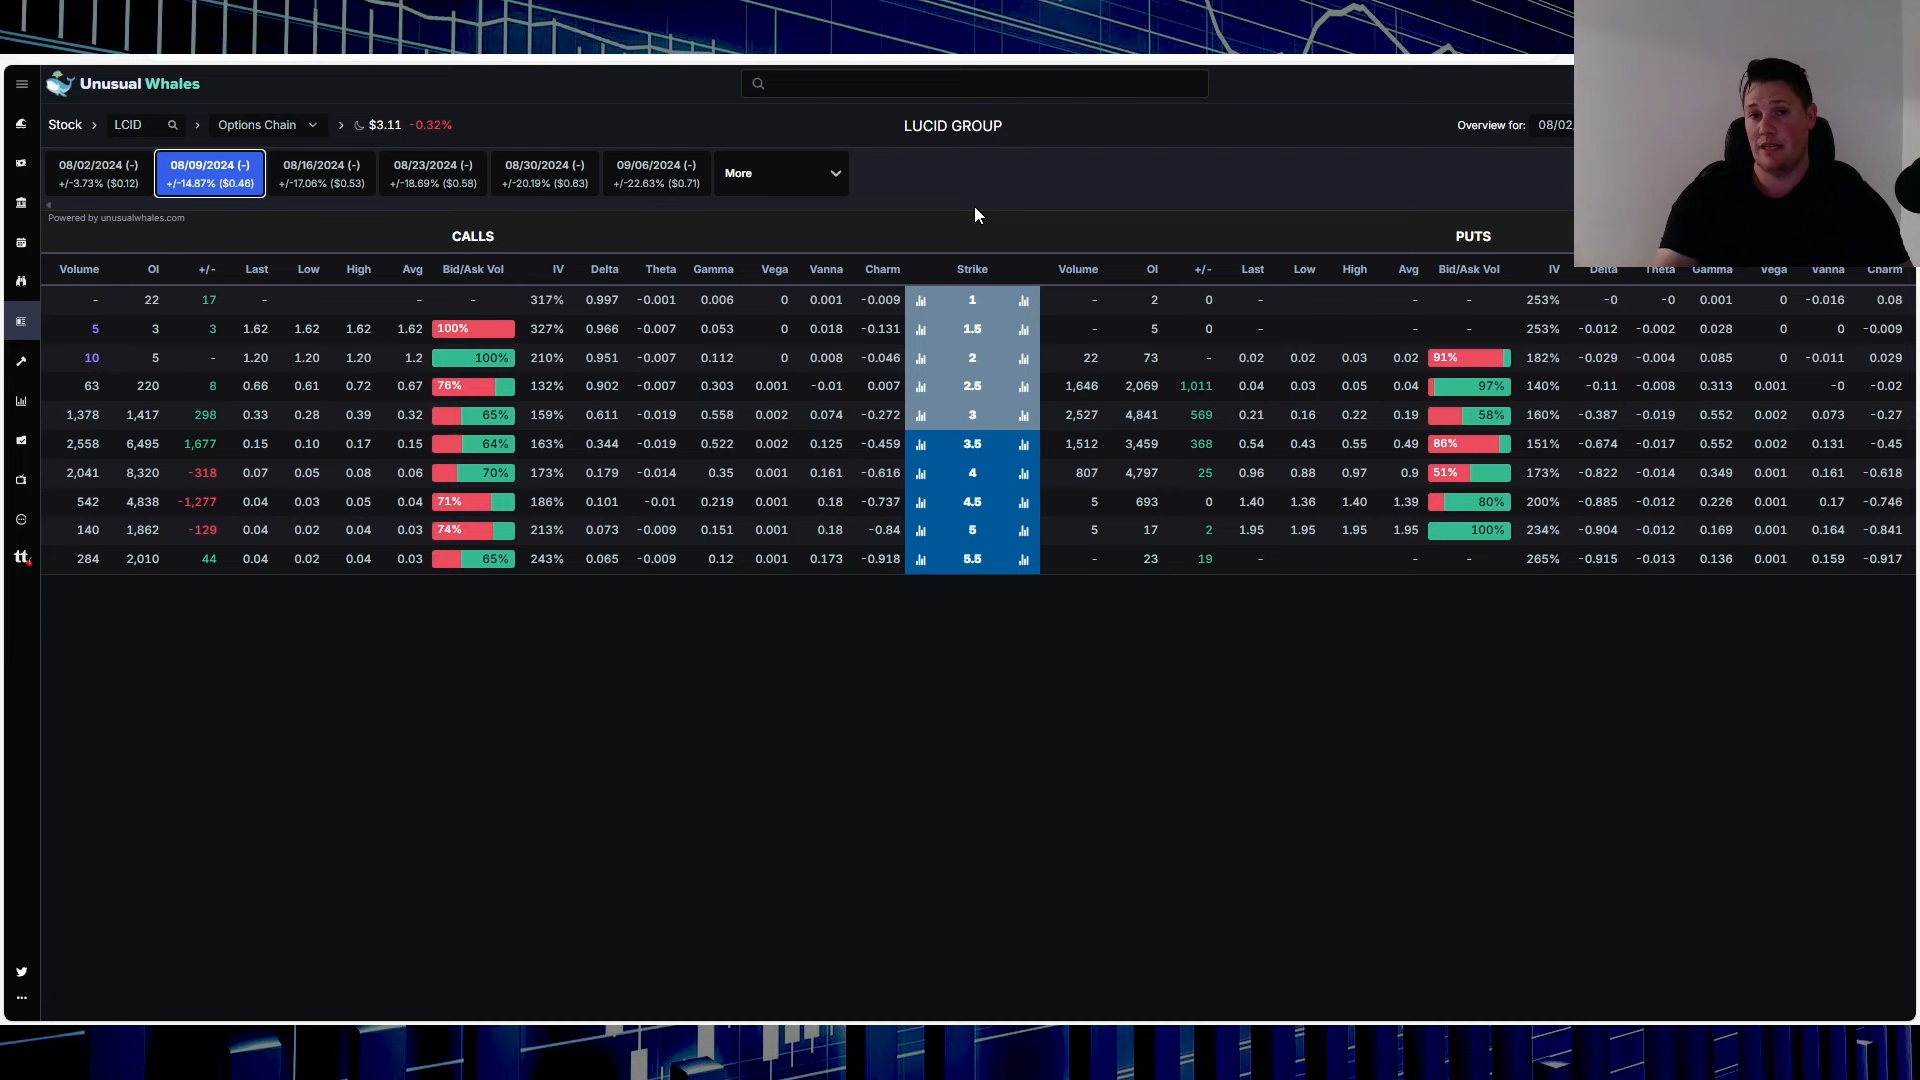 Unusual Whales
Stock > LCID > Options Chain > $3.11 -0.32% LUCID GROUP Overview for: 08/02/
08/02/2024 (-) 08/09/2024 (-) 08/16/2024 (-) 08/23/2024 (-) 08/30/2024 (-) 09/06/2024 (-) More
+/-3.73% ($0.12) +/-14.87% ($0.46) +/-17.06% ($0.53) +/-18.69% ($0.58) +/-20.19% ($0.63) +/-22.63% ($0.71)
Powered by unusualwhales.com
CALLS PUTS
Volume OI +/- Last Low High Avg Bid/Ask Vol IV Delta Theta Gamma Vega Vanna Charm Strike Volume OI +/- Last Low High Avg Bid/Ask Vol IV Delta Theta Gamma Vega Vanna Charm
- 22 17 - - - 317% 0.997 -0.001 0.006 0 0.001 -0.009 1 - 2 0 - - - 253% -0 -0 0.001 0 -0.016 0.08
5 3 3 1.62 1.62 1.62 1.62 100% 327% 0.966 -0.007 0.053 0 0.018 -0.131 1.5 - 5 0 - - - 253% -0.012 -0.002 0.028 0 0 -0.009
10 5 - 1.20 1.20 1.20 1.2 100% 210% 0.951 -0.007 0.112 0 0.008 -0.046 2 22 73 - 0.02 0.02 0.03 0.02 91% 182% -0.029 -0.004 0.085 0 -0.011 0.029
63 220 8 0.66 0.61 0.72 0.67 76% 132% 0.902 -0.007 0.303 0.001 -0.01 0.007 2.5 1,646 2,069 1,011 0.04 0.03 0.05 0.04 97% 140% -0.11 -0.008 0.313 0.001 -0 -0.02
1,378 1,417 298 0.33 0.28 0.39 0.32 65% 159% 0.611 -0.019 0.558 0.002 0.074 -0.272 3 2,527 4,841 569 0.21 0.16 0.22 0.19 58% 160% -0.387 -0.019 0.552 0.002 0.073 -0.27
2,558 6,495 1,677 0.15 0.10 0.17 0.15 64% 163% 0.344 -0.019 0.522 0.002 0.125 -0.459 3.5 1,512 3,459 368 0.54 0.43 0.55 0.49 86% 151% -0.674 -0.017 0.552 0.002 0.131 -0.45
2,041 8,320 -318 0.07 0.05 0.08 0.06 70% 173% 0.179 -0.014 0.35 0.001 0.161 -0.616 4 807 4,797 25 0.96 0.88 0.97 0.9 51% 173% -0.822 -0.014 0.349 0.001 0.161 -0.618
542 4,838 -1,277 0.04 0.03 0.05 0.04 71% 186% 0.101 -0.01 0.219 0.001 0.18 -0.737 4.5 5 693 0 1.40 1.36 1.40 1.39 80% 200% -0.885 -0.012 0.226 0.001 0.17 -0.746
140 1,862 -129 0.04 0.02 0.04 0.03 74% 213% 0.073 -0.009 0.151 0.001 0.18 -0.84 5 5 17 2 1.95 1.95 1.95 1.95 100% 234% -0.904 -0.012 0.169 0.001 0.164 -0.841
284 2,010 44 0.04 0.02 0.04 0.03 65% 243% 0.065 -0.009 0.12 0.001 0.173 -0.918 5.5 - 23 19 - - - 265% -0.915 -0.013 0.136 0.001 0.159 -0.917
tt